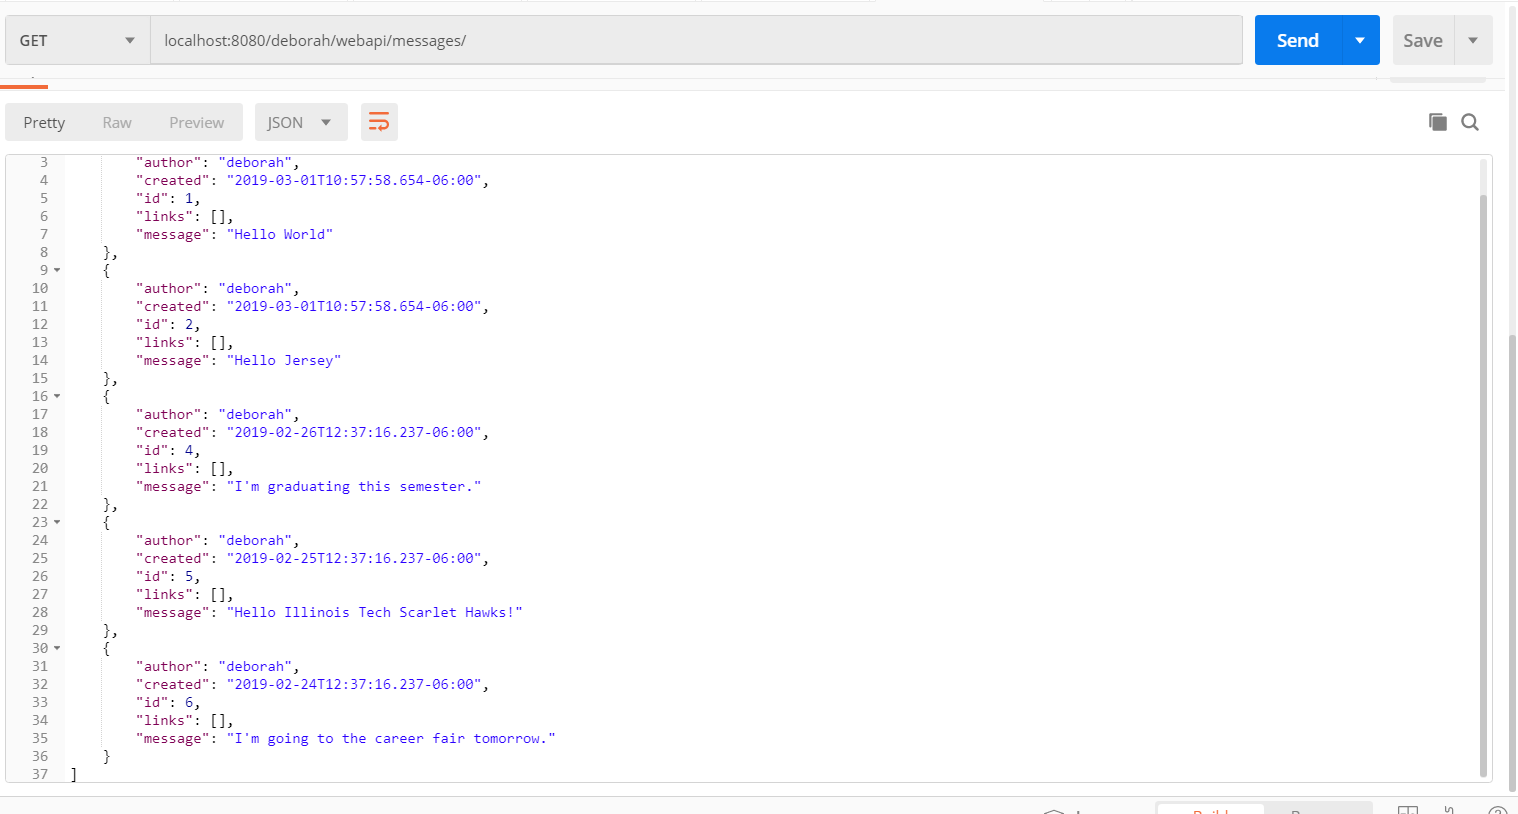 GET localhost:8080/deborah/webapi/messages/ Send Save
Pretty Raw Preview JSON
3 "author": "deborah",
4 "created": "2019-03-01T10:57:58.654-06:00",
5 "id": 1,
6 "links": [],
7 "message": "Hello World"
8 },
9 {
10 "author": "deborah",
11 "created": "2019-03-01T10:57:58.654-06:00",
12 "id": 2,
13 "links": [],
14 "message": "Hello Jersey"
15 },
16 {
17 "author": "deborah",
18 "created": "2019-02-26T12:37:16.237-06:00",
19 "id": 4,
20 "links": [],
21 "message": "I'm graduating this semester."
22 },
23 {
24 "author": "deborah",
25 "created": "2019-02-25T12:37:16.237-06:00",
26 "id": 5,
27 "links": [],
28 "message": "Hello Illinois Tech Scarlet Hawks!"
29 },
30 {
31 "author": "deborah",
32 "created": "2019-02-24T12:37:16.237-06:00",
33 "id": 6,
34 "links": [],
35 "message": "I'm going to the career fair tomorrow."
36 }
37 ]